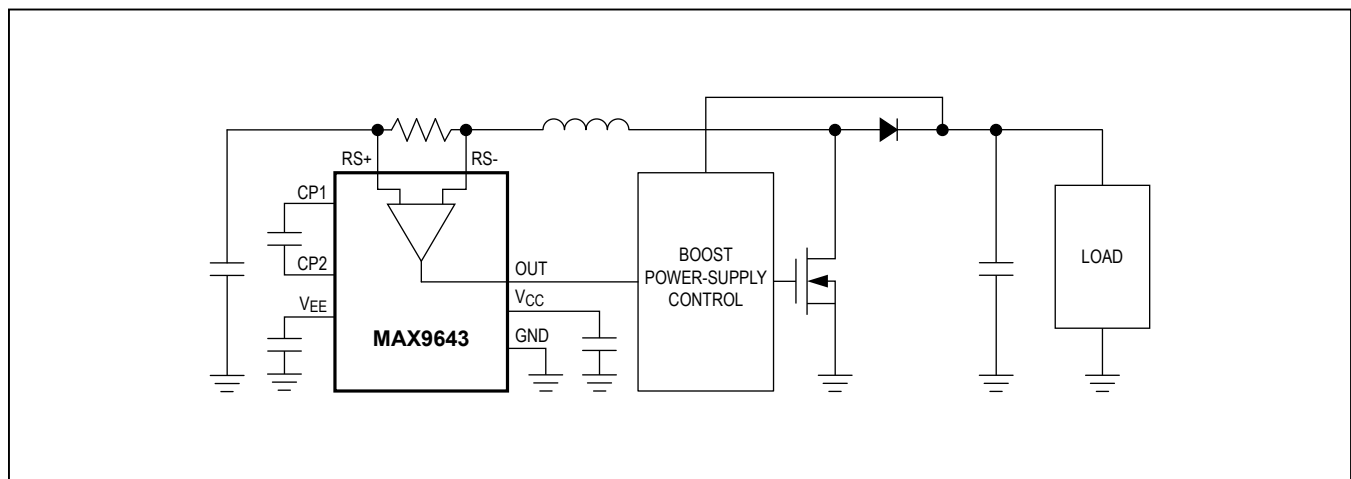 RS+
RS-
CP1
CP2
VEE
MAX9643
OUT
VCC
GND
BOOST
POWER-SUPPLY
CONTROL
LOAD